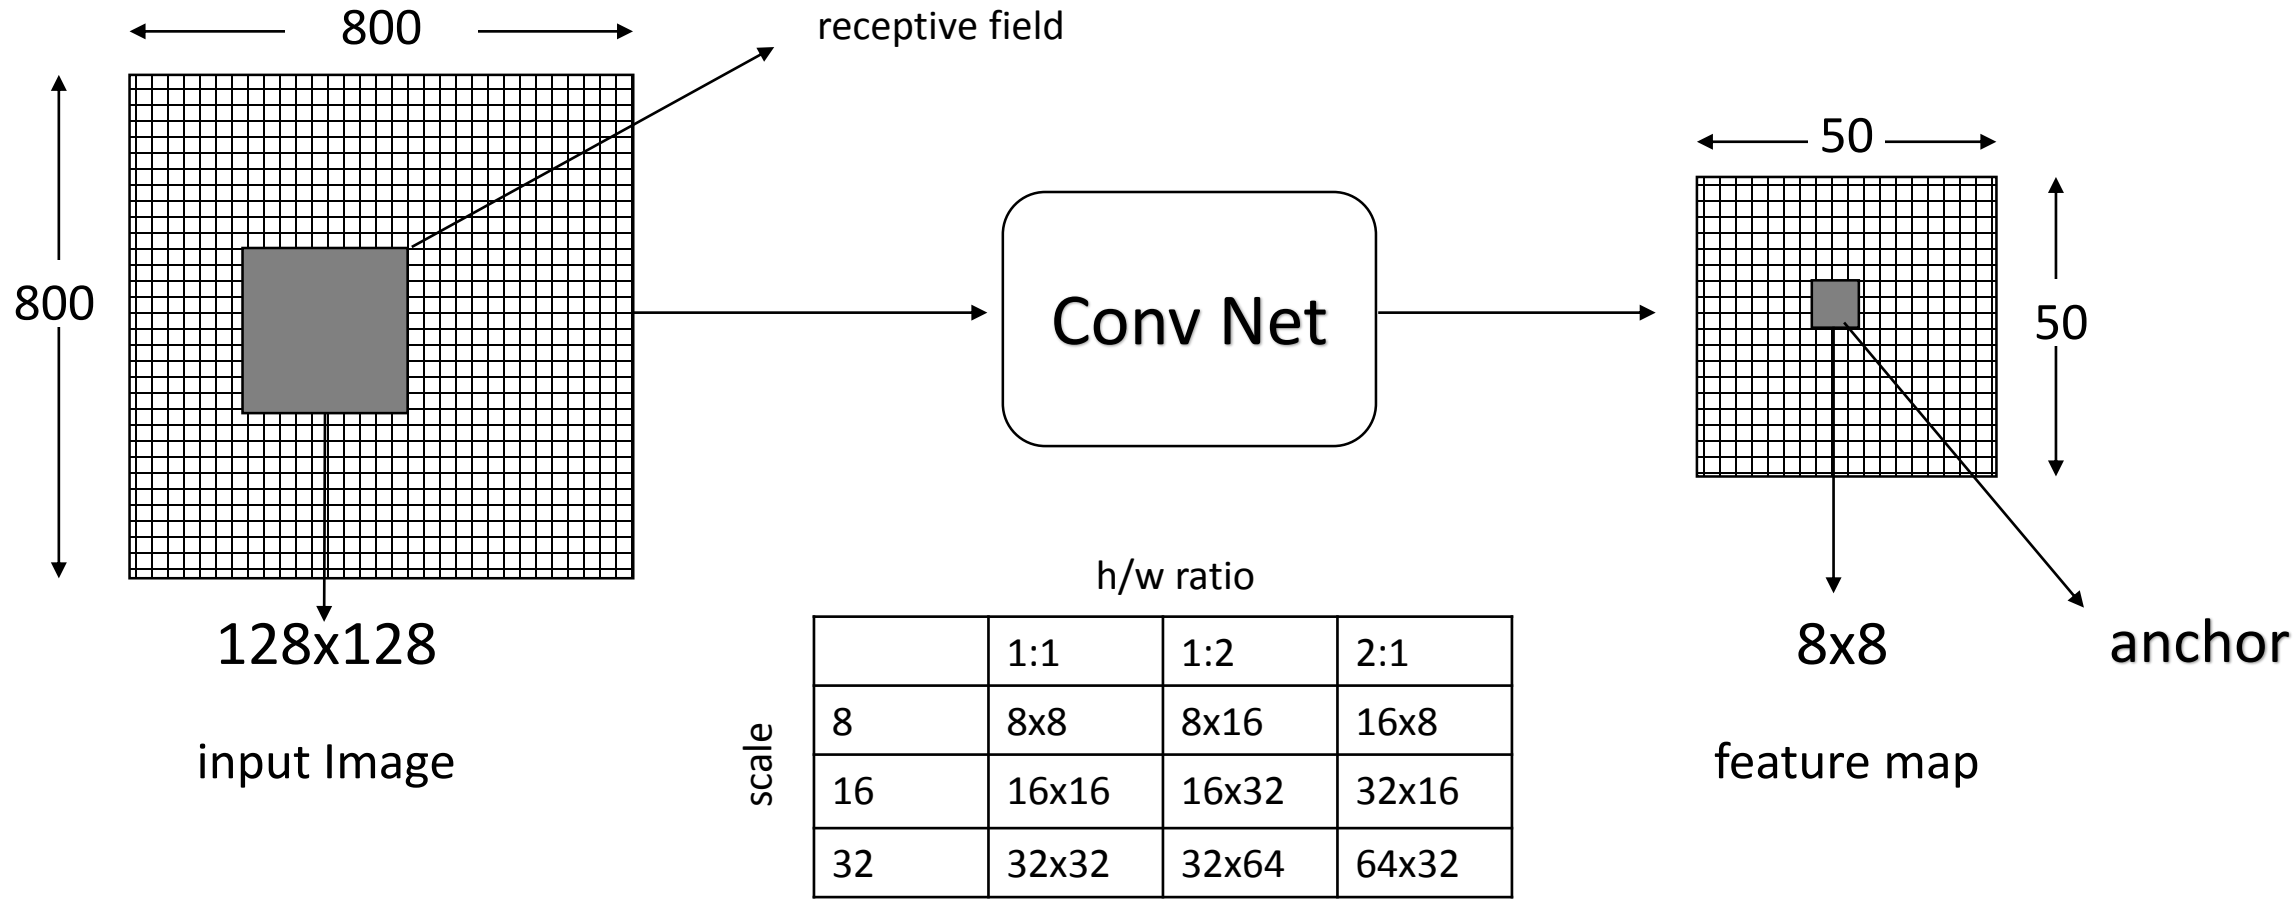 800
receptive field
800
50
50
Conv Net
128x128
input Image
h/w ratio
scale
1:1 1:2 2:1
8 8x8 8x16 16x8
16 16x16 16x32 32x16
32 32x32 32x64 64x32
8x8
anchor
feature map